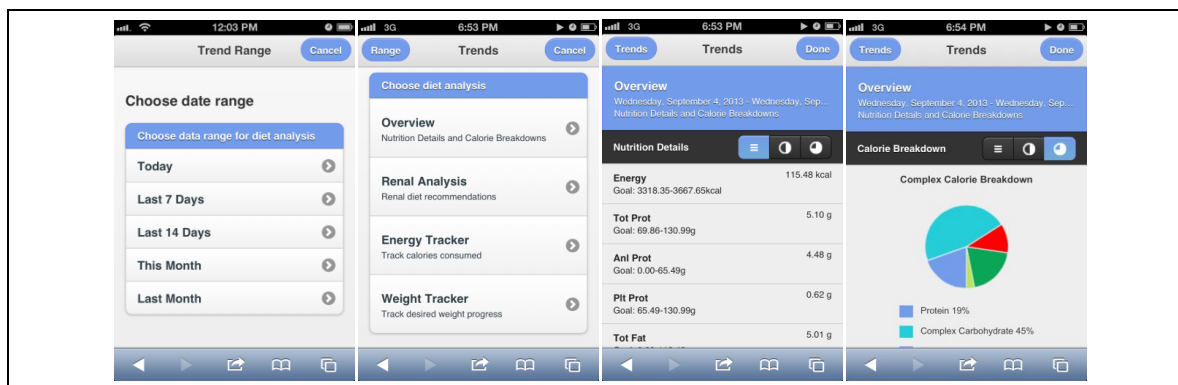 12:03 PM
Trend Range
Cancel
Choose date range
Choose data range for diet analysis
Today
Last 7 Days
Last 14 Days
This Month
Last Month
3G
6:53 PM
Range
Trends
Cancel
Choose diet analysis
Overview
Nutrition Details and Calorie Breakdowns
Renal Analysis
Renal diet recommendations
Energy Tracker
Track calories consumed
Weight Tracker
Track desired weight progress
3G
6:53 PM
Trends
Trends
Done
Overview
Wednesday, September 4, 2013 - Wednesday, Sep...
Nutrition Details and Calorie Breakdowns
Nutrition Details
Energy 115.48 kcal
Goal: 3318.35-3667.65kcal
Tot Prot 5.10 g
Goal: 69.86-130.99g
Anl Prot 4.48 g
Goal: 0.00-65.49g
Plt Prot 0.62 g
Goal: 65.49-130.99g
Tot Fat 5.01 g
3G
6:54 PM
Trends
Trends
Done
Overview
Wednesday, September 4, 2013 - Wednesday, Sep...
Nutrition Details and Calorie Breakdowns
Calorie Breakdown
Complex Calorie Breakdown
Protein 19%
Complex Carbohydrate 45%